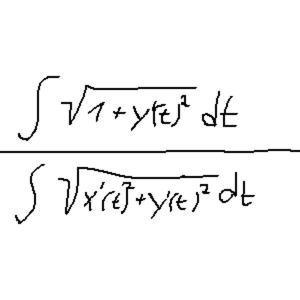 ∫ √(1 + y'(t)²) dt
∫ √(x'(t)² + y'(t)²) dt